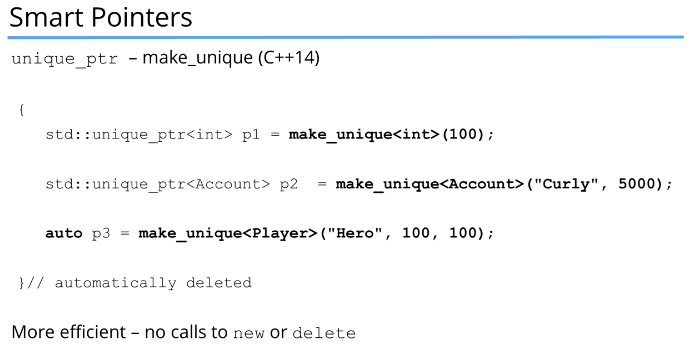 Smart Pointers
unique_ptr – make_unique (C++14)
{
std::unique_ptr<int> p1 = make_unique<int>(100);
std::unique_ptr<Account> p2  = make_unique<Account>("Curly", 5000);
auto p3 = make_unique<Player>("Hero", 100, 100);
}// automatically deleted
More efficient – no calls to new or delete